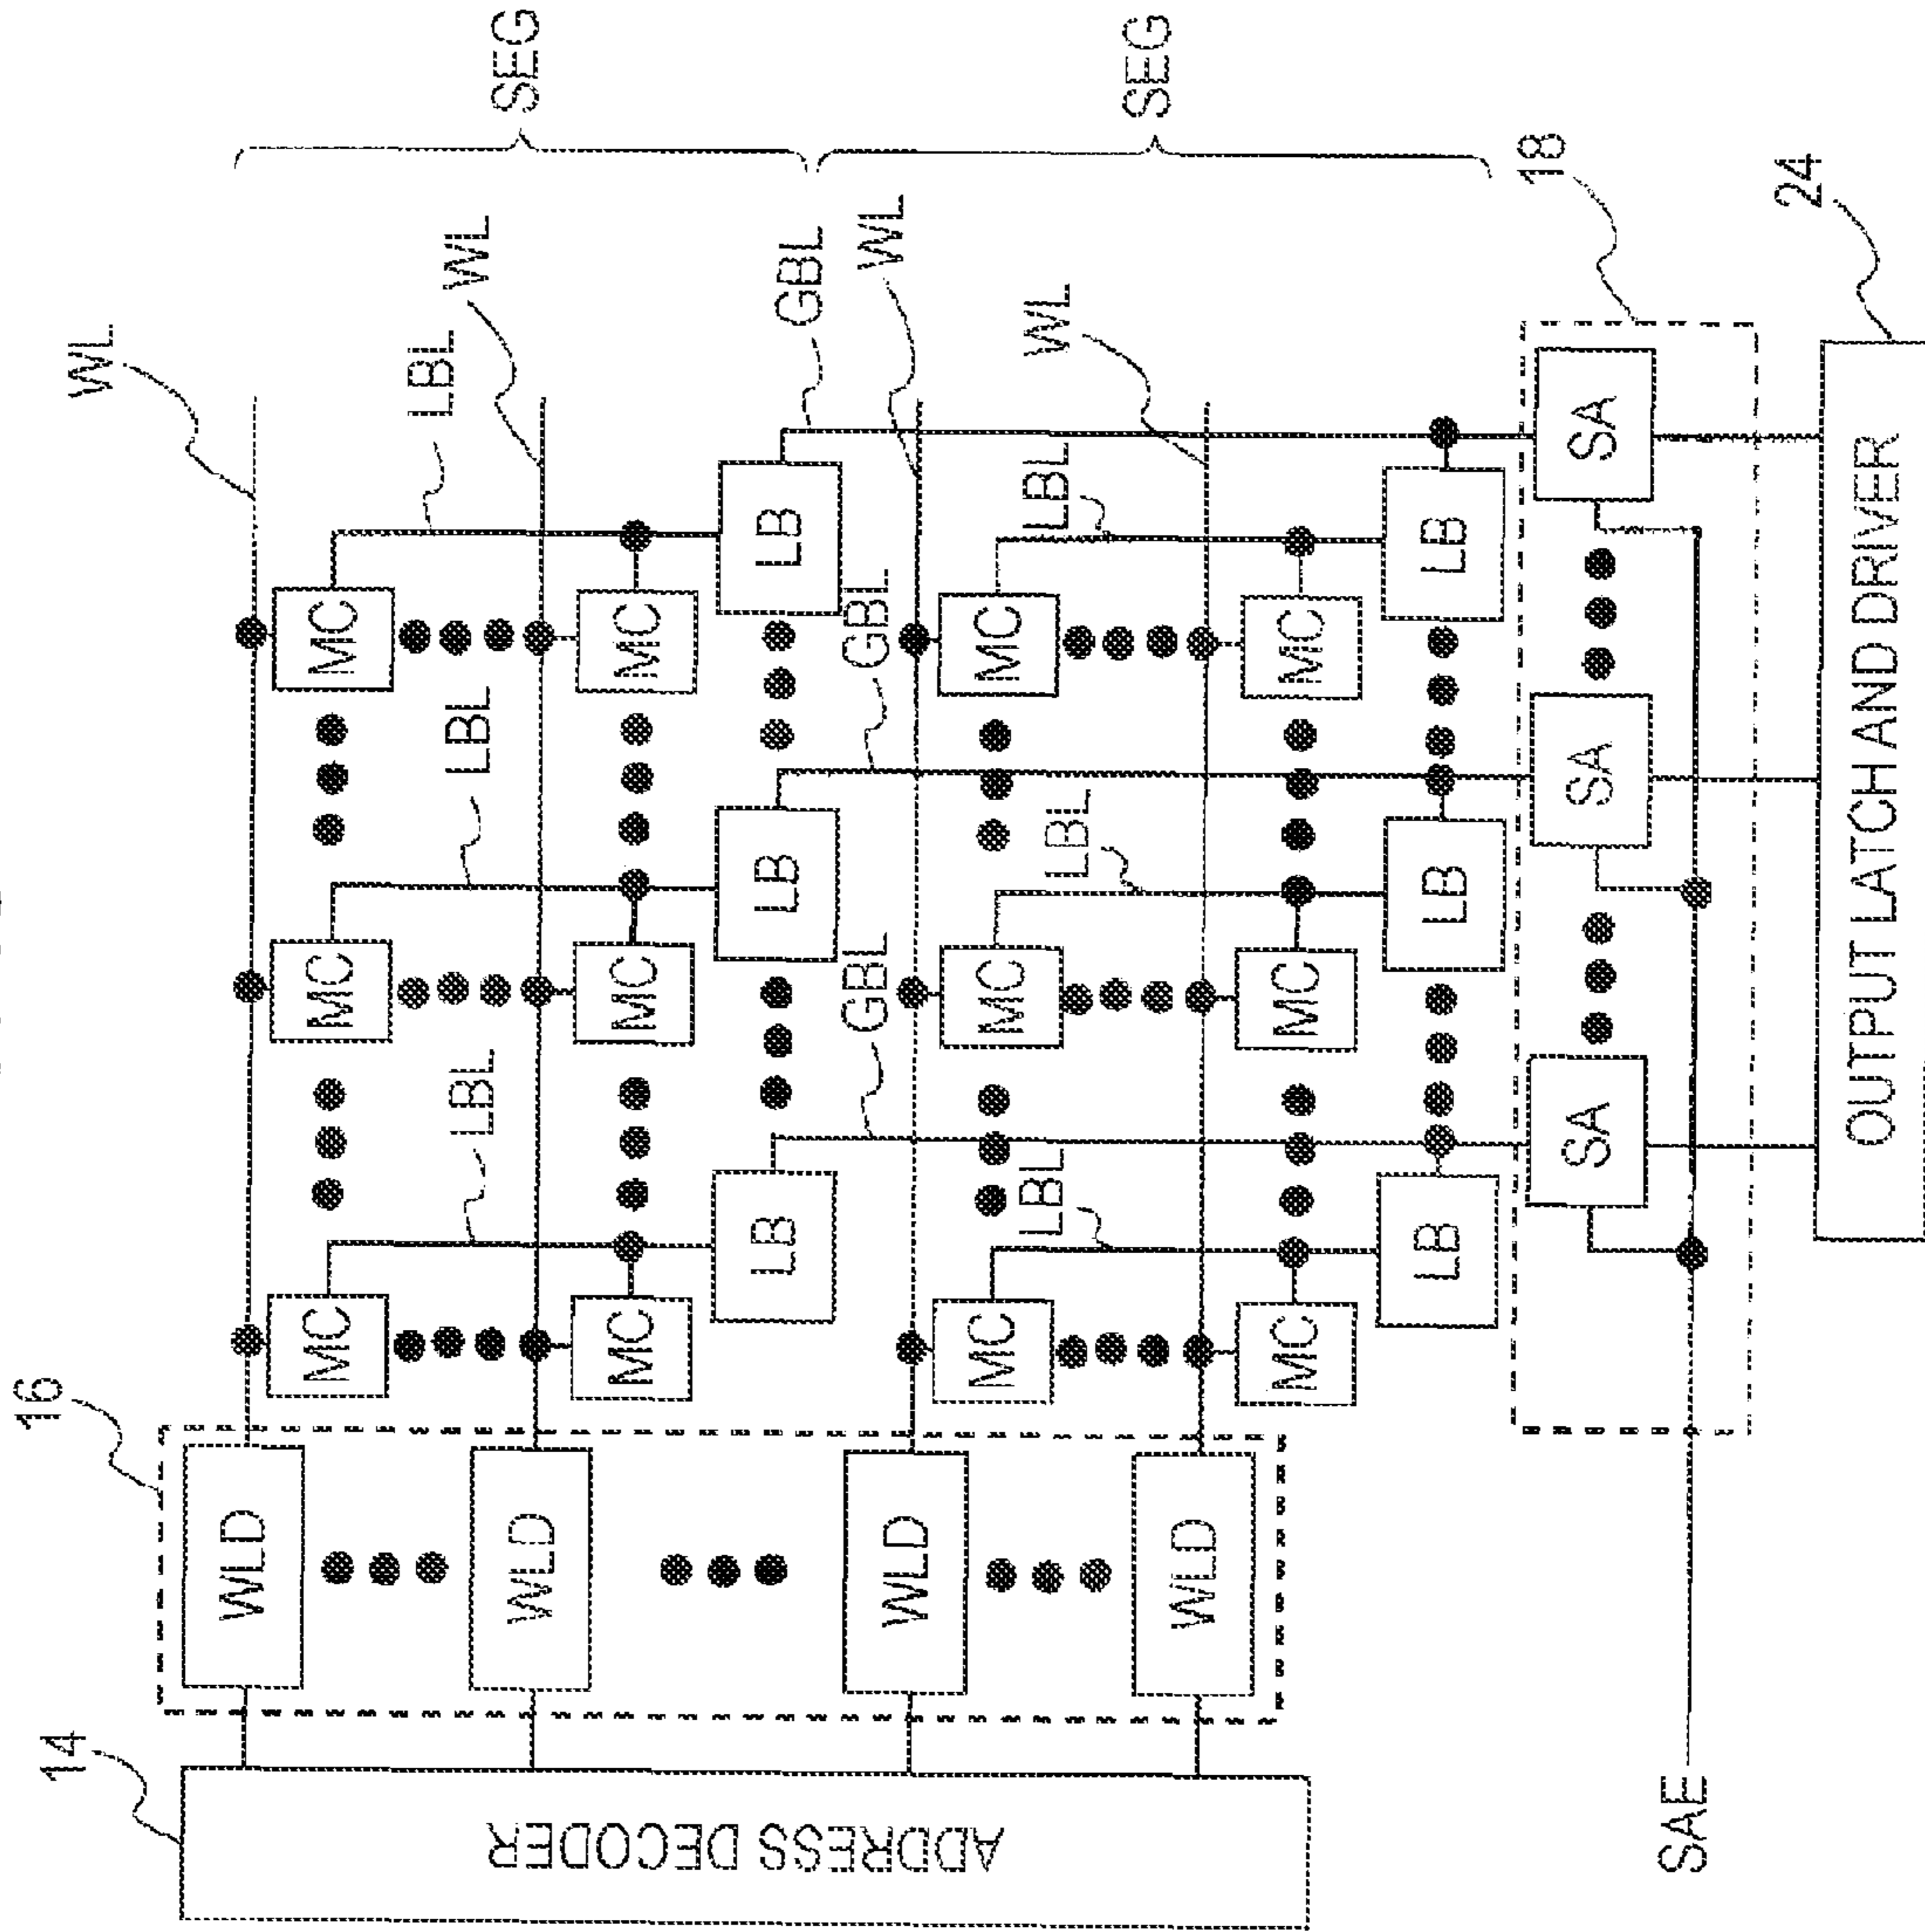 14
16
WL
ADDRESS DECODER
WLD
MC
MC
MC
LBL
LBL
LBL
WL
SEG
WLD
MC
MC
MC
LB
LB
LB
GBL
GBL
GBL
WL
WLD
MC
MC
MC
LBL
LBL
LBL
WL
SEG
WLD
MC
MC
MC
LB
LB
LB
18
SA
SA
SA
SAE
24
OUTPUT LATCH AND DRIVER